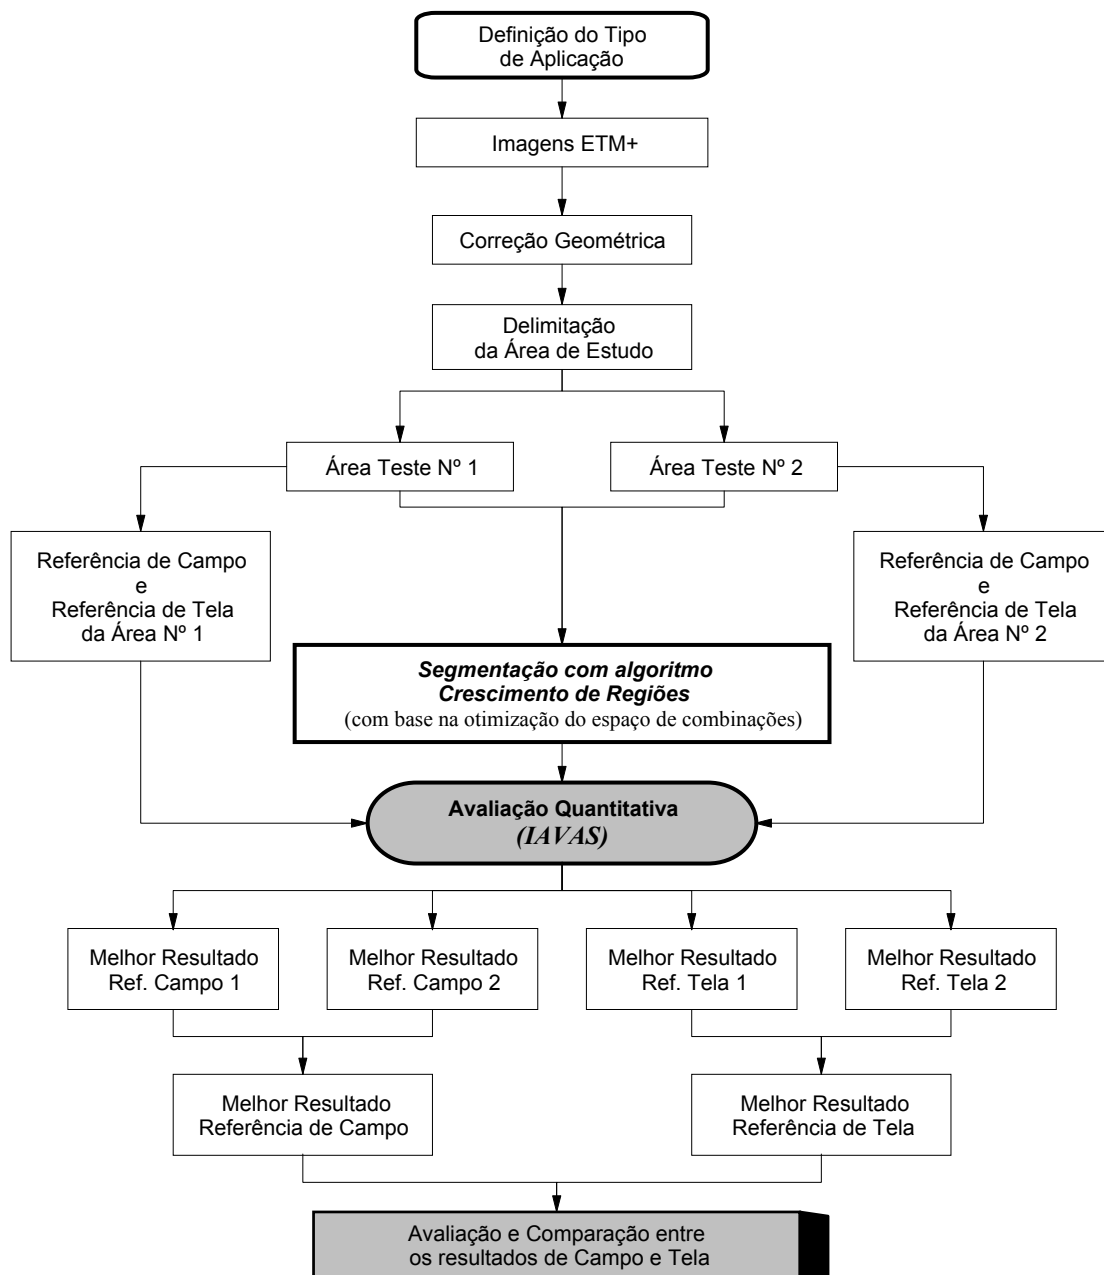 Definição do Tipo
de Aplicação
Imagens ETM+
Correção Geométrica
Delimitação
da Área de Estudo
Área Teste Nº 1
Área Teste Nº 2
Referência de Campo
e
Referência de Tela
da Área Nº 1
Referência de Campo
e
Referência de Tela
da Área Nº 2
Segmentação com algoritmo
Crescimento de Regiões
(com base na otimização do espaço de combinações)
Avaliação Quantitativa
(IAVAS)
Melhor Resultado
Ref. Campo 1
Melhor Resultado
Ref. Campo 2
Melhor Resultado
Ref. Tela 1
Melhor Resultado
Ref. Tela 2
Melhor Resultado
Referência de Campo
Melhor Resultado
Referência de Tela
Avaliação e Comparação entre
os resultados de Campo e Tela